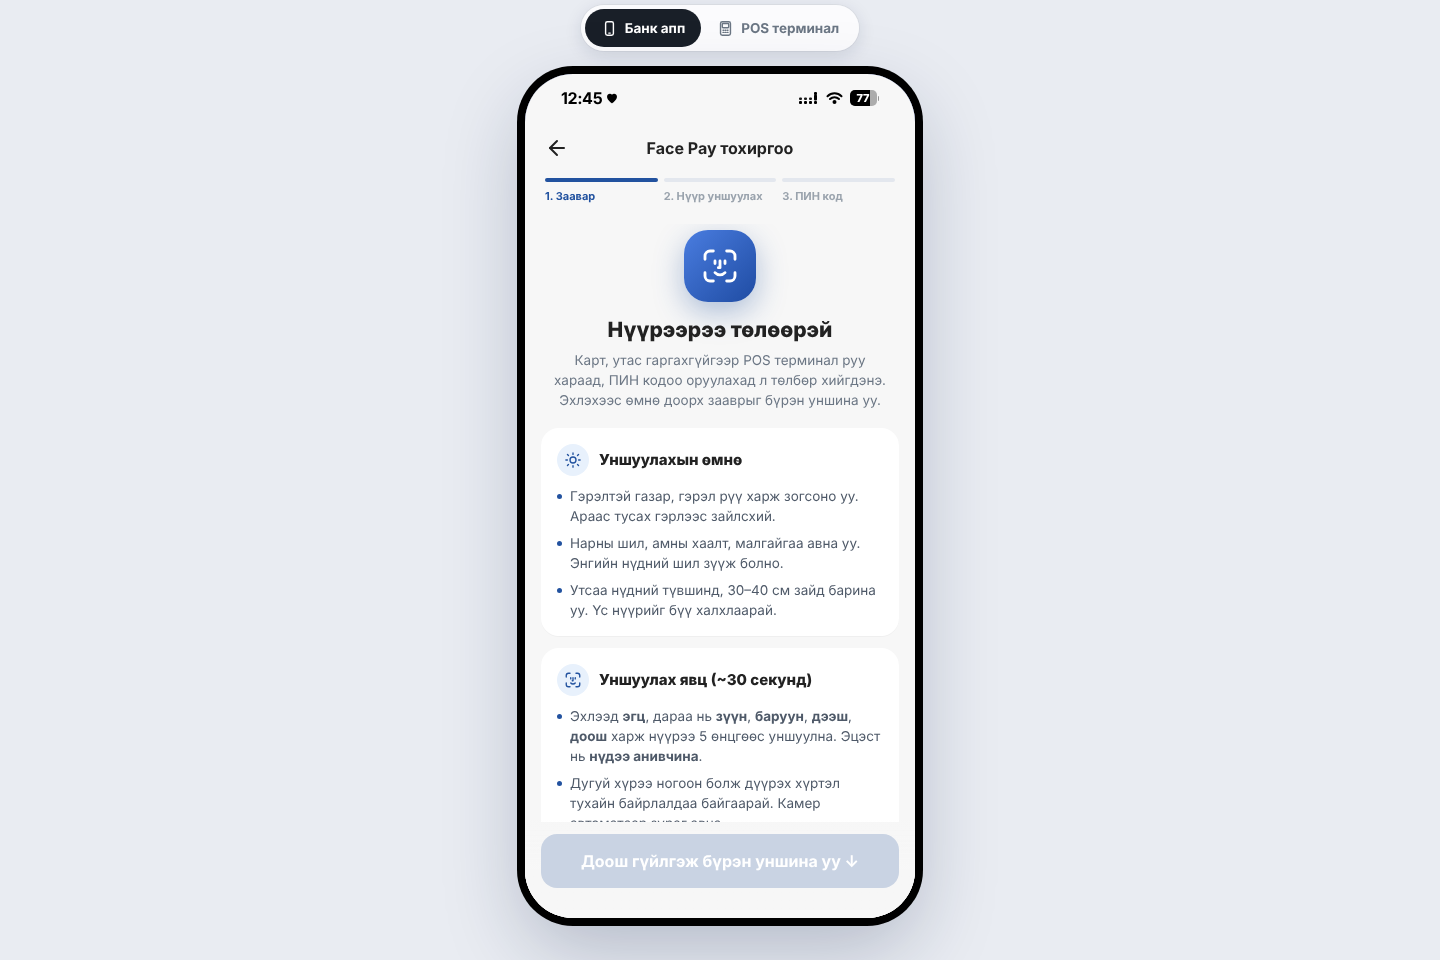 Банк апп
POS терминал
12:45
77
Face Pay тохиргоо
1. Заавар
2. Нүүр уншуулах
3. ПИН код
Нүүрээрээ төлөөрэй
Карт, утас гаргахгүйгээр POS терминал руу
хараад, ПИН кодоо оруулахад л төлбөр хийгдэнэ.
Эхлэхээс өмнө доорх зааврыг бүрэн уншина уу.
Уншуулахын өмнө
Гэрэлтэй газар, гэрэл рүү харж зогсоно уу.
Араас тусах гэрлээс зайлсхий.
Нарны шил, амны хаалт, малгайгаа авна уу.
Энгийн нүдний шил зүүж болно.
Утсаа нүдний түвшинд, 30–40 см зайд барина
уу. Үс нүүрийг бүү халхлаарай.
Уншуулах явц (~30 секунд)
Эхлээд эгц, дараа нь зүүн, баруун, дээш,
доош харж нүүрээ 5 өнцгөөс уншуулна. Эцэст
нь нүдээ анивчина.
Дугуй хүрээ ногоон болж дүүрэх хүртэл
тухайн байрлалдаа байгаарай. Камер
Доош гүйлгэж бүрэн уншина уу ↓